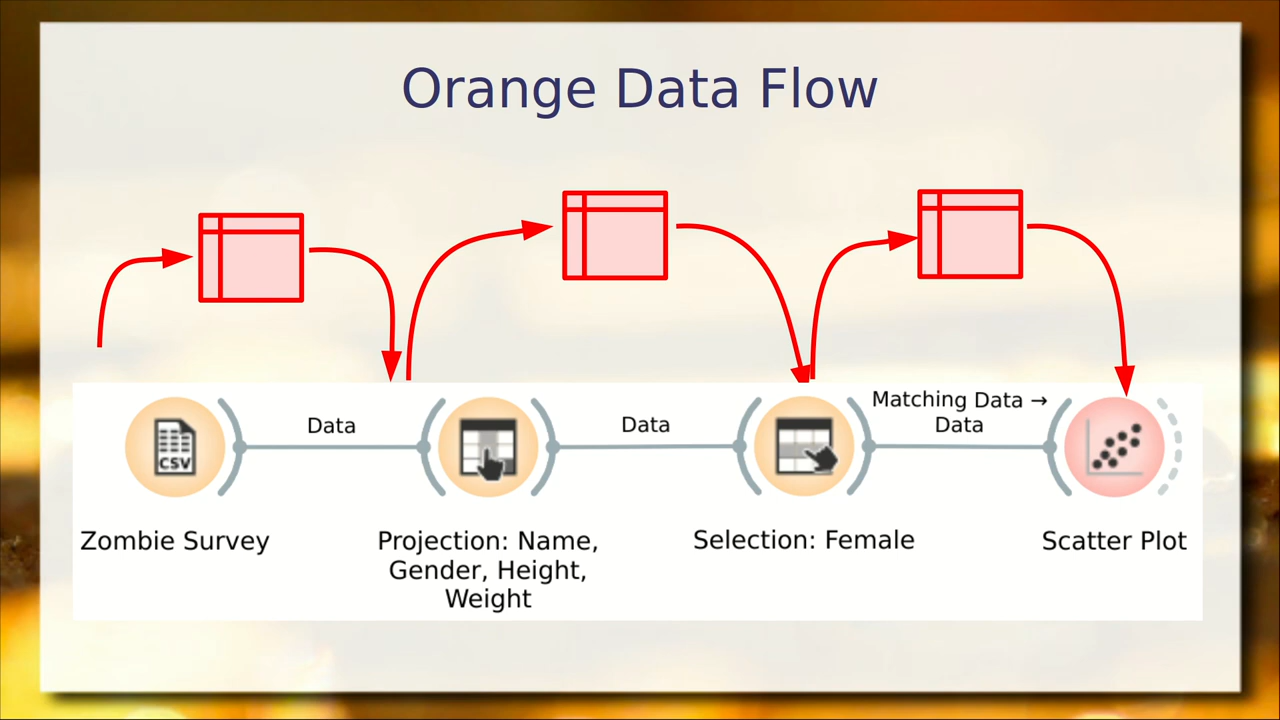 Orange Data Flow
Matching Data →
Data
Data
Data
CSV
Zombie Survey
Projection: Name,
Gender, Height,
Weight
Selection: Female
Scatter Plot